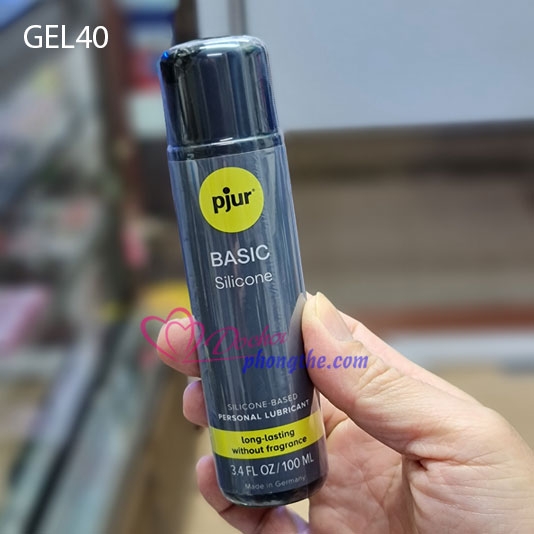 GEL40
pjur
BASIC
Silicone
phongthe.com
SILICONE-BASED
PERSONAL LUBRICANT
long-lasting
without fragrance
3.4 FL OZ/100 ML
Made in Germany